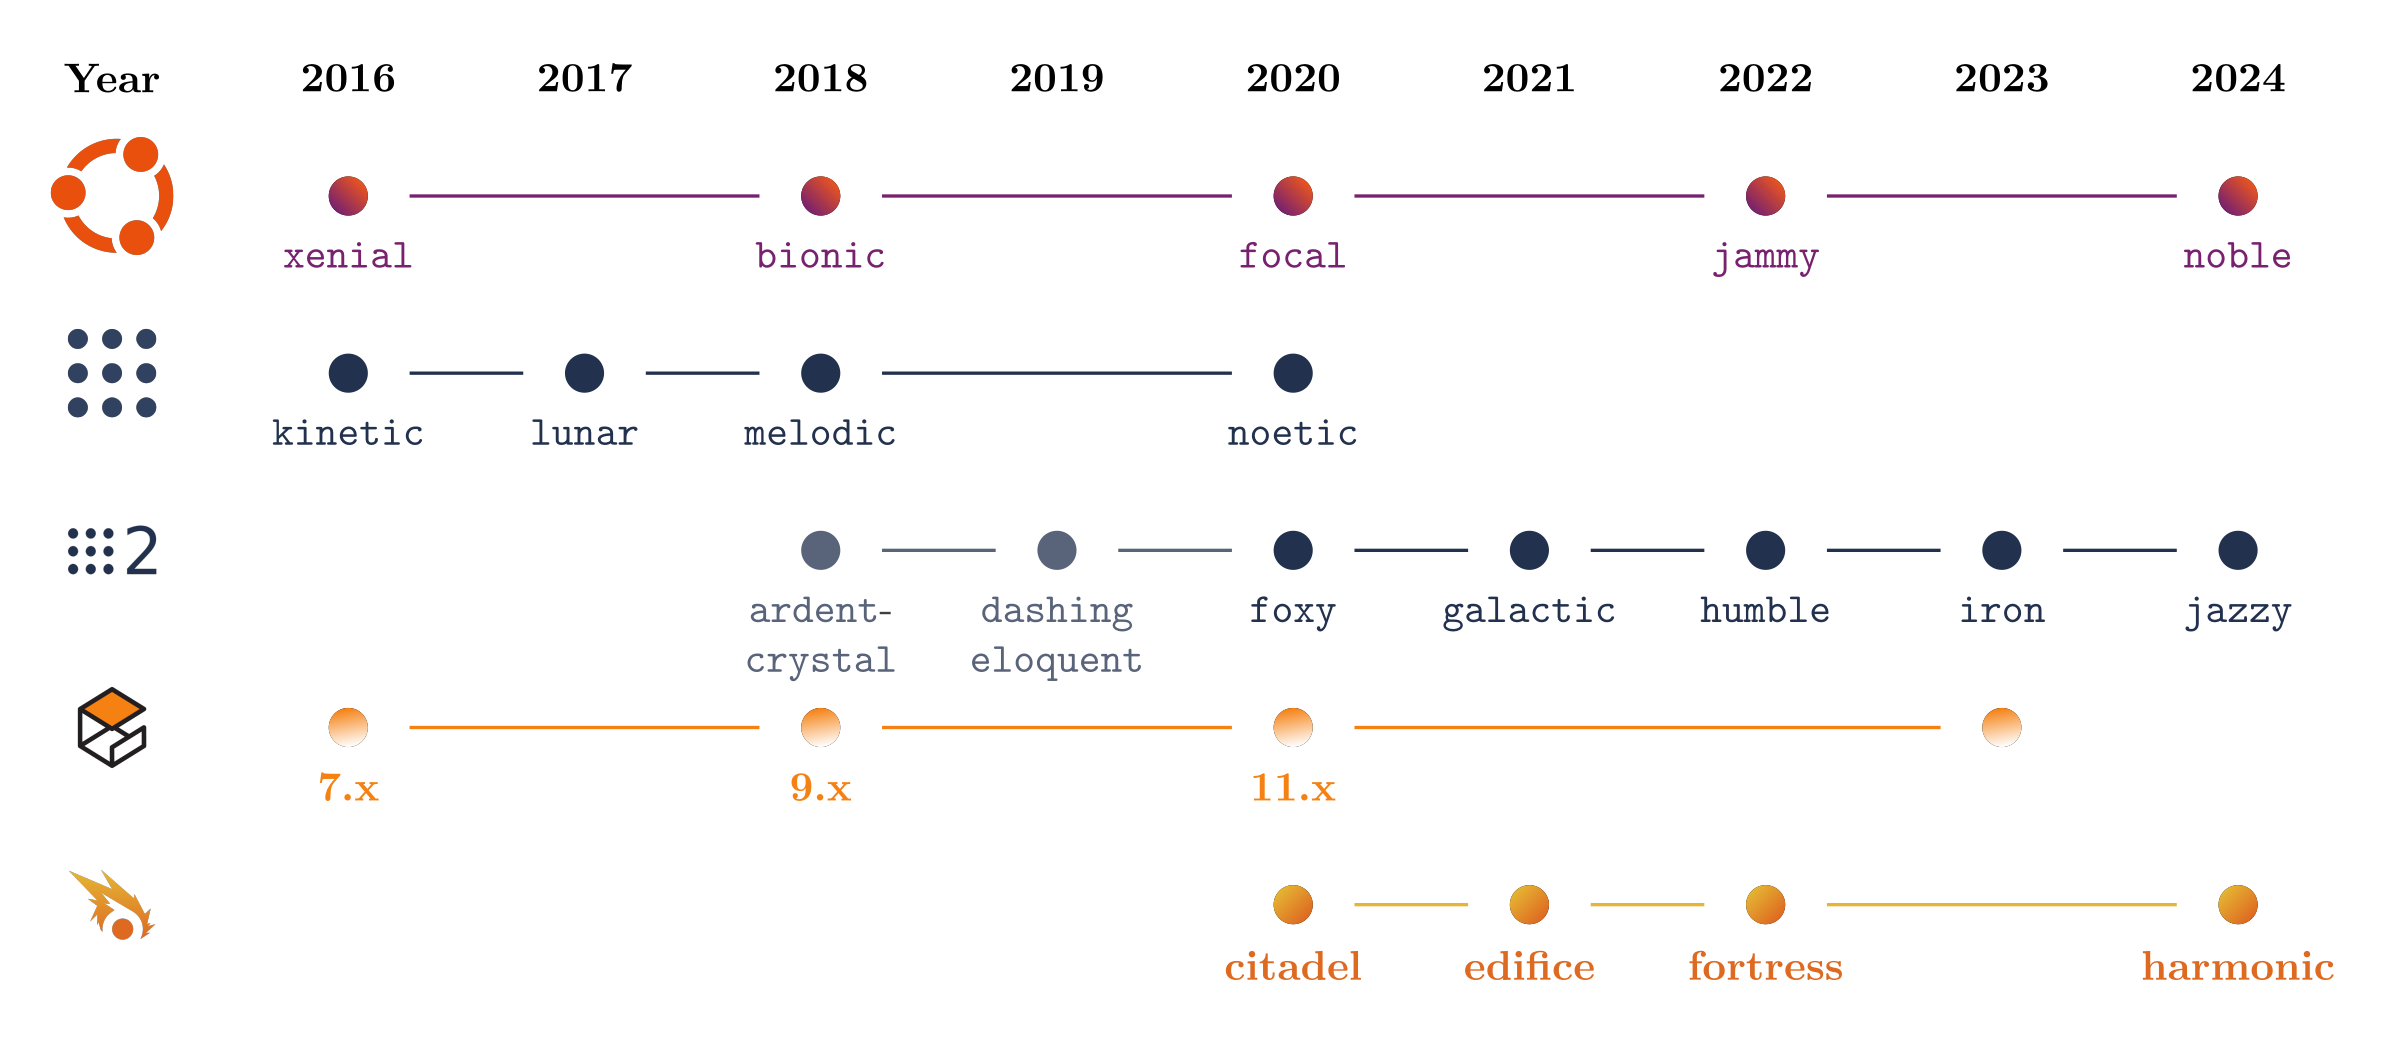 Year 2016 2017 2018 2019 2020 2021 2022 2023 2024
xenial bionic focal jammy noble
kinetic lunar melodic noetic
2
ardent- dashing foxy galactic humble iron jazzy
crystal eloquent
7.x 9.x 11.x
citadel edifice fortress harmonic